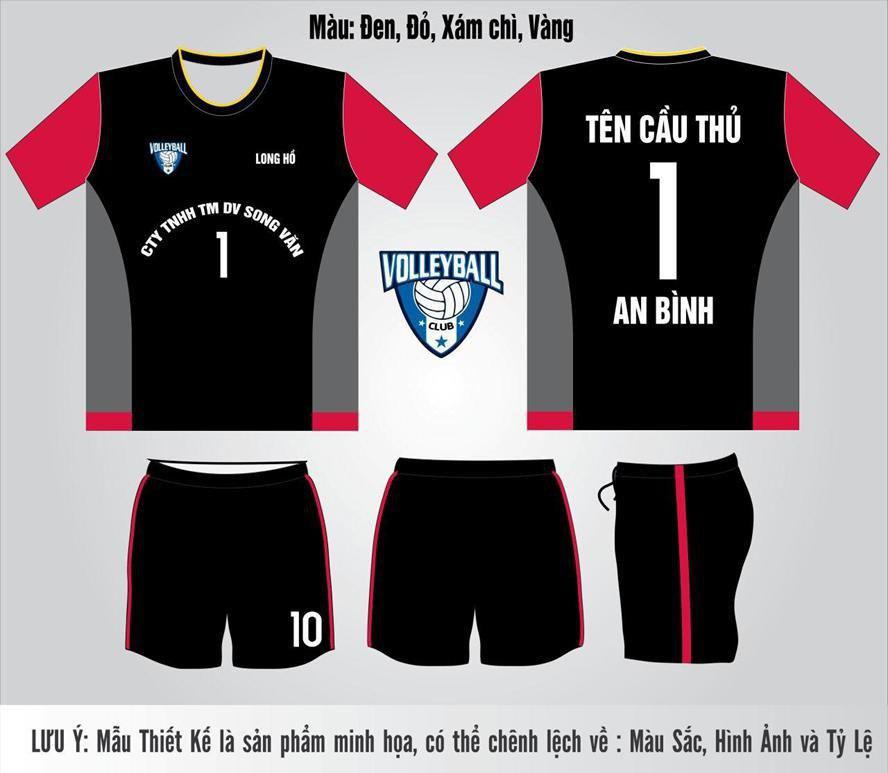 Màu: Đen, Đỏ, Xám chì, Vàng
VOLLEYBALL
LONG HỒ
CTY TNHH TM DV SONG VĂN
1
TÊN CẦU THỦ
1
AN BÌNH
VOLLEYBALL
CLUB
10
LƯU Ý: Mẫu Thiết Kế là sản phẩm minh họa, có thể chênh lệch về : Màu Sắc, Hình Ảnh và Tỷ Lệ